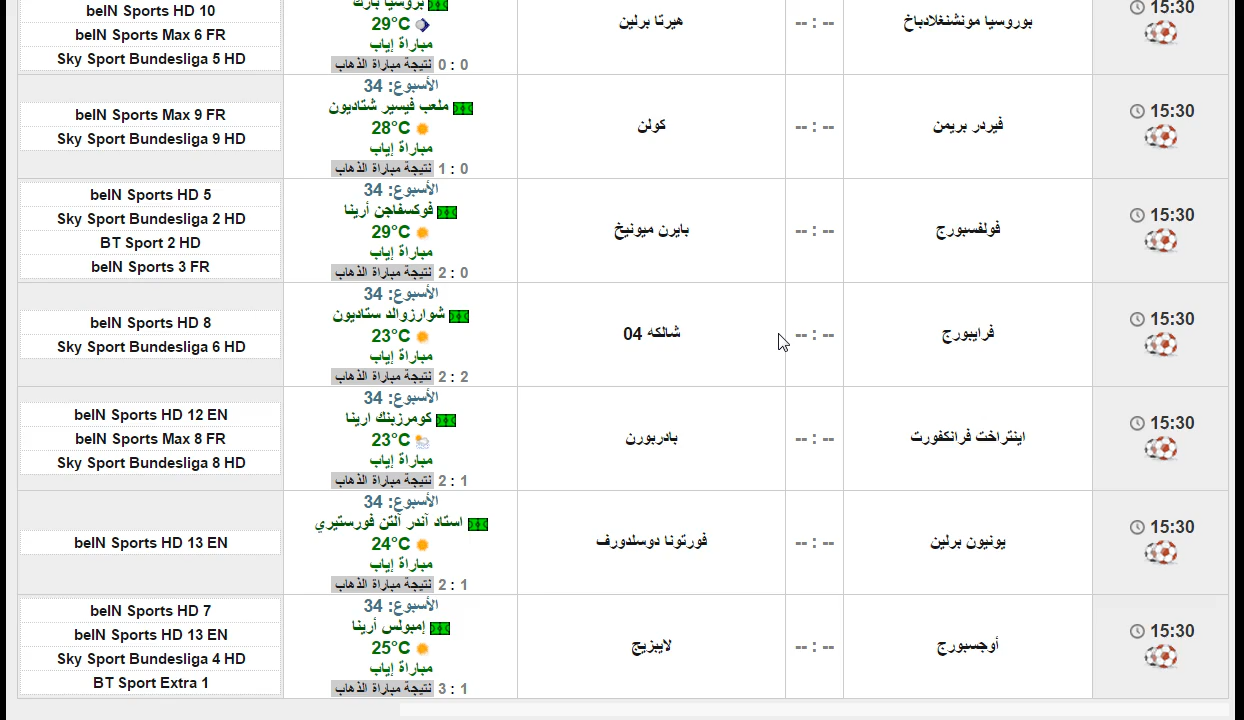 15:30
بوروسيا مونشنغلادباخ
-- : --
هيرتا برلين
بروسيا بارك
29°C
مباراة إياب
نتيجة مباراة الذهاب 0 : 0
beIN Sports HD 10
beIN Sports Max 6 FR
Sky Sport Bundesliga 5 HD
15:30
فيردر بريمن
-- : --
كولن
الأسبوع: 34
ملعب فيسير شتاديون
28°C
مباراة إياب
نتيجة مباراة الذهاب 1 : 0
beIN Sports Max 9 FR
Sky Sport Bundesliga 9 HD
15:30
فولفسبورج
-- : --
بايرن ميونيخ
الأسبوع: 34
فوكسفاجن أرينا
29°C
مباراة إياب
نتيجة مباراة الذهاب 2 : 0
beIN Sports HD 5
Sky Sport Bundesliga 2 HD
BT Sport 2 HD
beIN Sports 3 FR
15:30
فرايبورج
-- : --
شالكه 04
الأسبوع: 34
شوارزوالد ستاديون
23°C
مباراة إياب
نتيجة مباراة الذهاب 2 : 2
beIN Sports HD 8
Sky Sport Bundesliga 6 HD
15:30
اينتراخت فرانكفورت
-- : --
بادربورن
الأسبوع: 34
كومرزبنك ارينا
23°C
مباراة إياب
نتيجة مباراة الذهاب 2 : 1
beIN Sports HD 12 EN
beIN Sports Max 8 FR
Sky Sport Bundesliga 8 HD
15:30
يونيون برلين
-- : --
فورتونا دوسلدورف
الأسبوع: 34
استاد آندر آلتن فورستيري
24°C
مباراة إياب
نتيجة مباراة الذهاب 2 : 1
beIN Sports HD 13 EN
15:30
أوجسبورج
-- : --
لايبزيج
الأسبوع: 34
إمبولس أرينا
25°C
مباراة إياب
نتيجة مباراة الذهاب 3 : 1
beIN Sports HD 7
beIN Sports HD 13 EN
Sky Sport Bundesliga 4 HD
BT Sport Extra 1